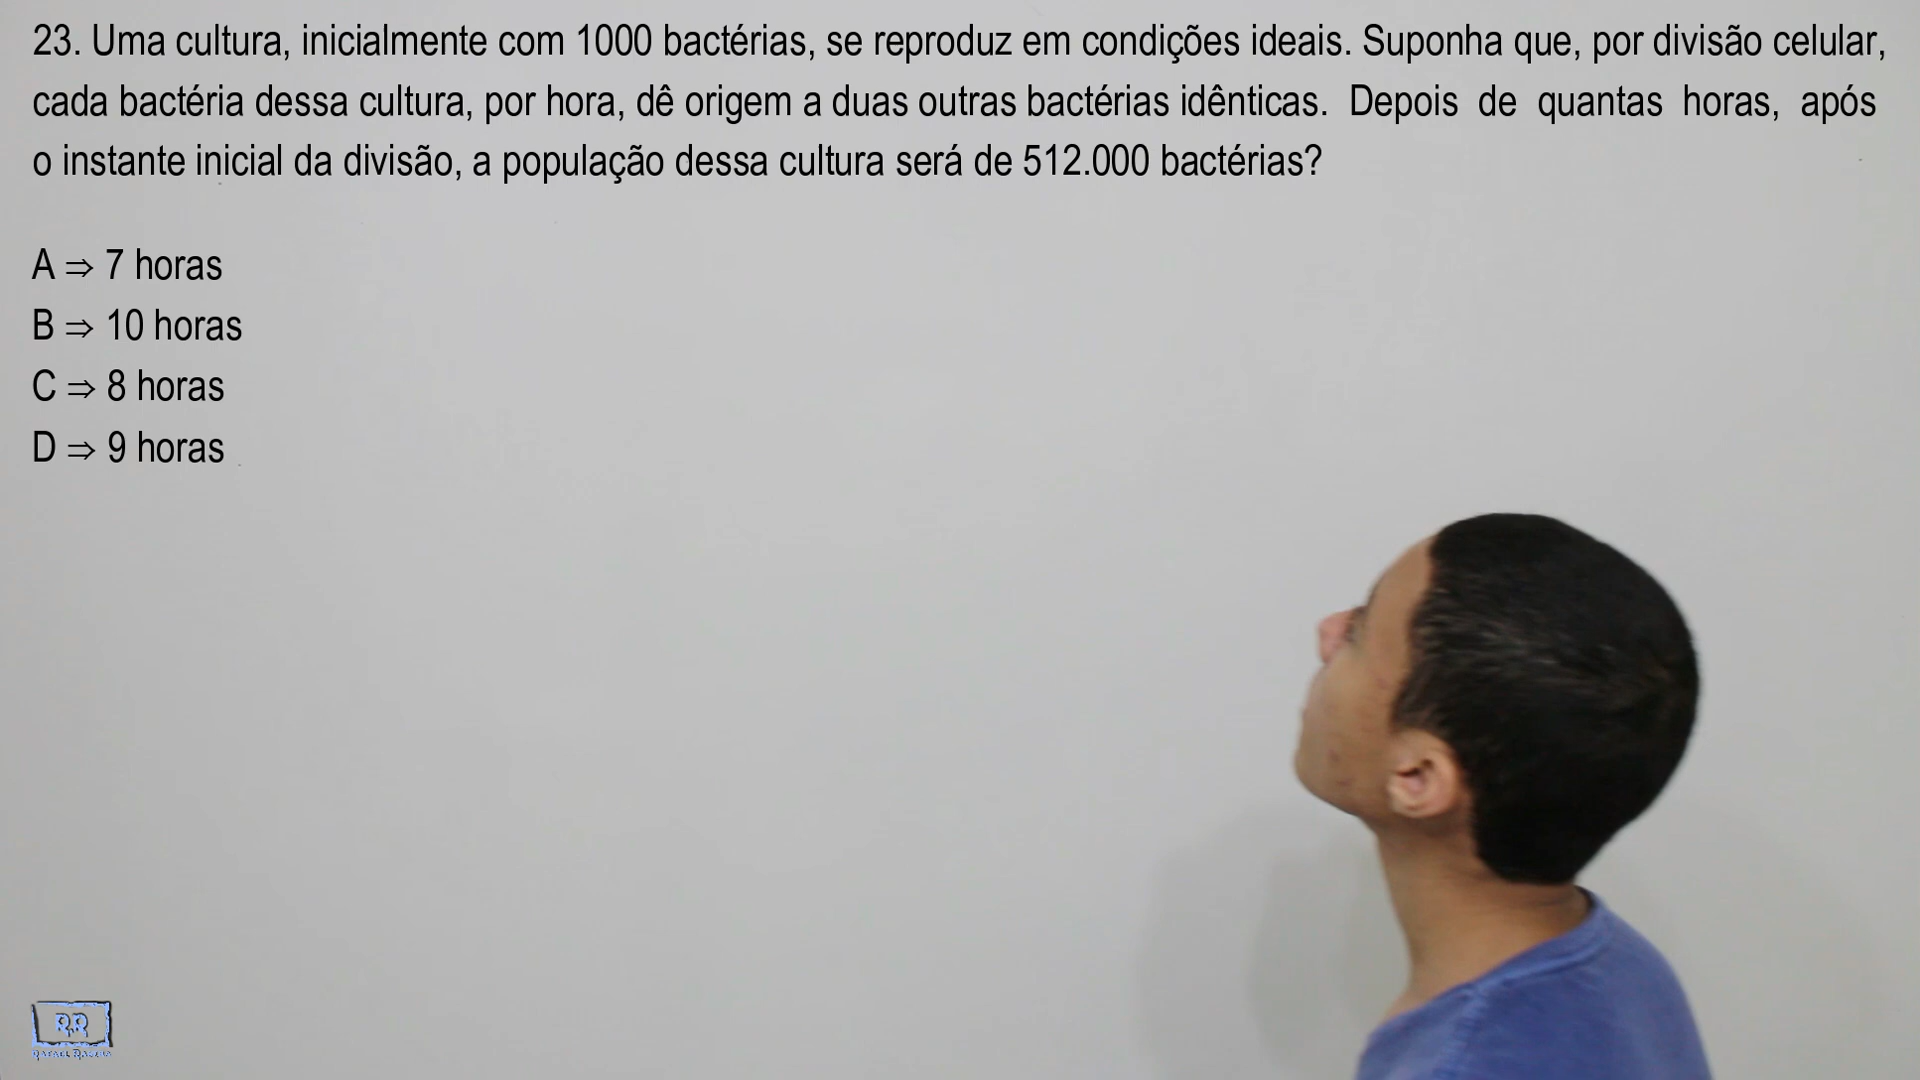 23. Uma cultura, inicialmente com 1000 bactérias, se reproduz em condições ideais. Suponha que, por divisão celular,
cada bactéria dessa cultura, por hora, dê origem a duas outras bactérias idênticas. Depois de quantas horas, após
o instante inicial da divisão, a população dessa cultura será de 512.000 bactérias?
A ⇒ 7 horas
B ⇒ 10 horas
C ⇒ 8 horas
D ⇒ 9 horas
RR